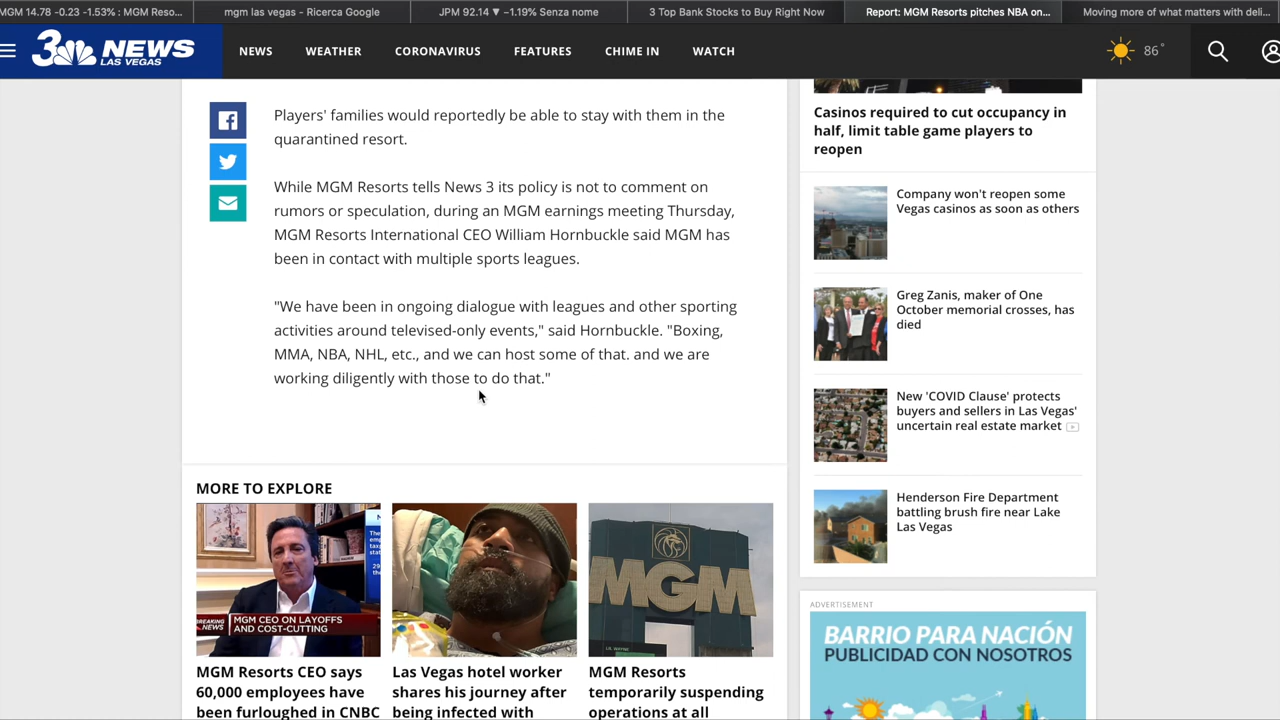 MGM 14.78 -0.23 -1.53% : MGM Reso...
mgm las vegas - Ricerca Google
JPM 92.14 ▼ −1.19% Senza nome
3 Top Bank Stocks to Buy Right Now
Report: MGM Resorts pitches NBA on...
Moving more of what matters with deli...
3 NEWS
LAS VEGAS
NEWS
WEATHER
CORONAVIRUS
FEATURES
CHIME IN
WATCH
86°
Players' families would reportedly be able to stay with them in the
quarantined resort.
While MGM Resorts tells News 3 its policy is not to comment on
rumors or speculation, during an MGM earnings meeting Thursday,
MGM Resorts International CEO William Hornbuckle said MGM has
been in contact with multiple sports leagues.
"We have been in ongoing dialogue with leagues and other sporting
activities around televised-only events," said Hornbuckle. "Boxing,
MMA, NBA, NHL, etc., and we can host some of that. and we are
working diligently with those to do that."
MORE TO EXPLORE
BREAKING
NEWS
MGM CEO ON LAYOFFS
AND COST-CUTTING
MGM
MGM Resorts CEO says
60,000 employees have
been furloughed in CNBC
Las Vegas hotel worker
shares his journey after
being infected with
MGM Resorts
temporarily suspending
operations at all
Casinos required to cut occupancy in
half, limit table game players to
reopen
Company won't reopen some
Vegas casinos as soon as others
Greg Zanis, maker of One
October memorial crosses, has
died
New 'COVID Clause' protects
buyers and sellers in Las Vegas'
uncertain real estate market
Henderson Fire Department
battling brush fire near Lake
Las Vegas
ADVERTISEMENT
BARRIO PARA NACIÓN
PUBLICIDAD CON NOSOTROS